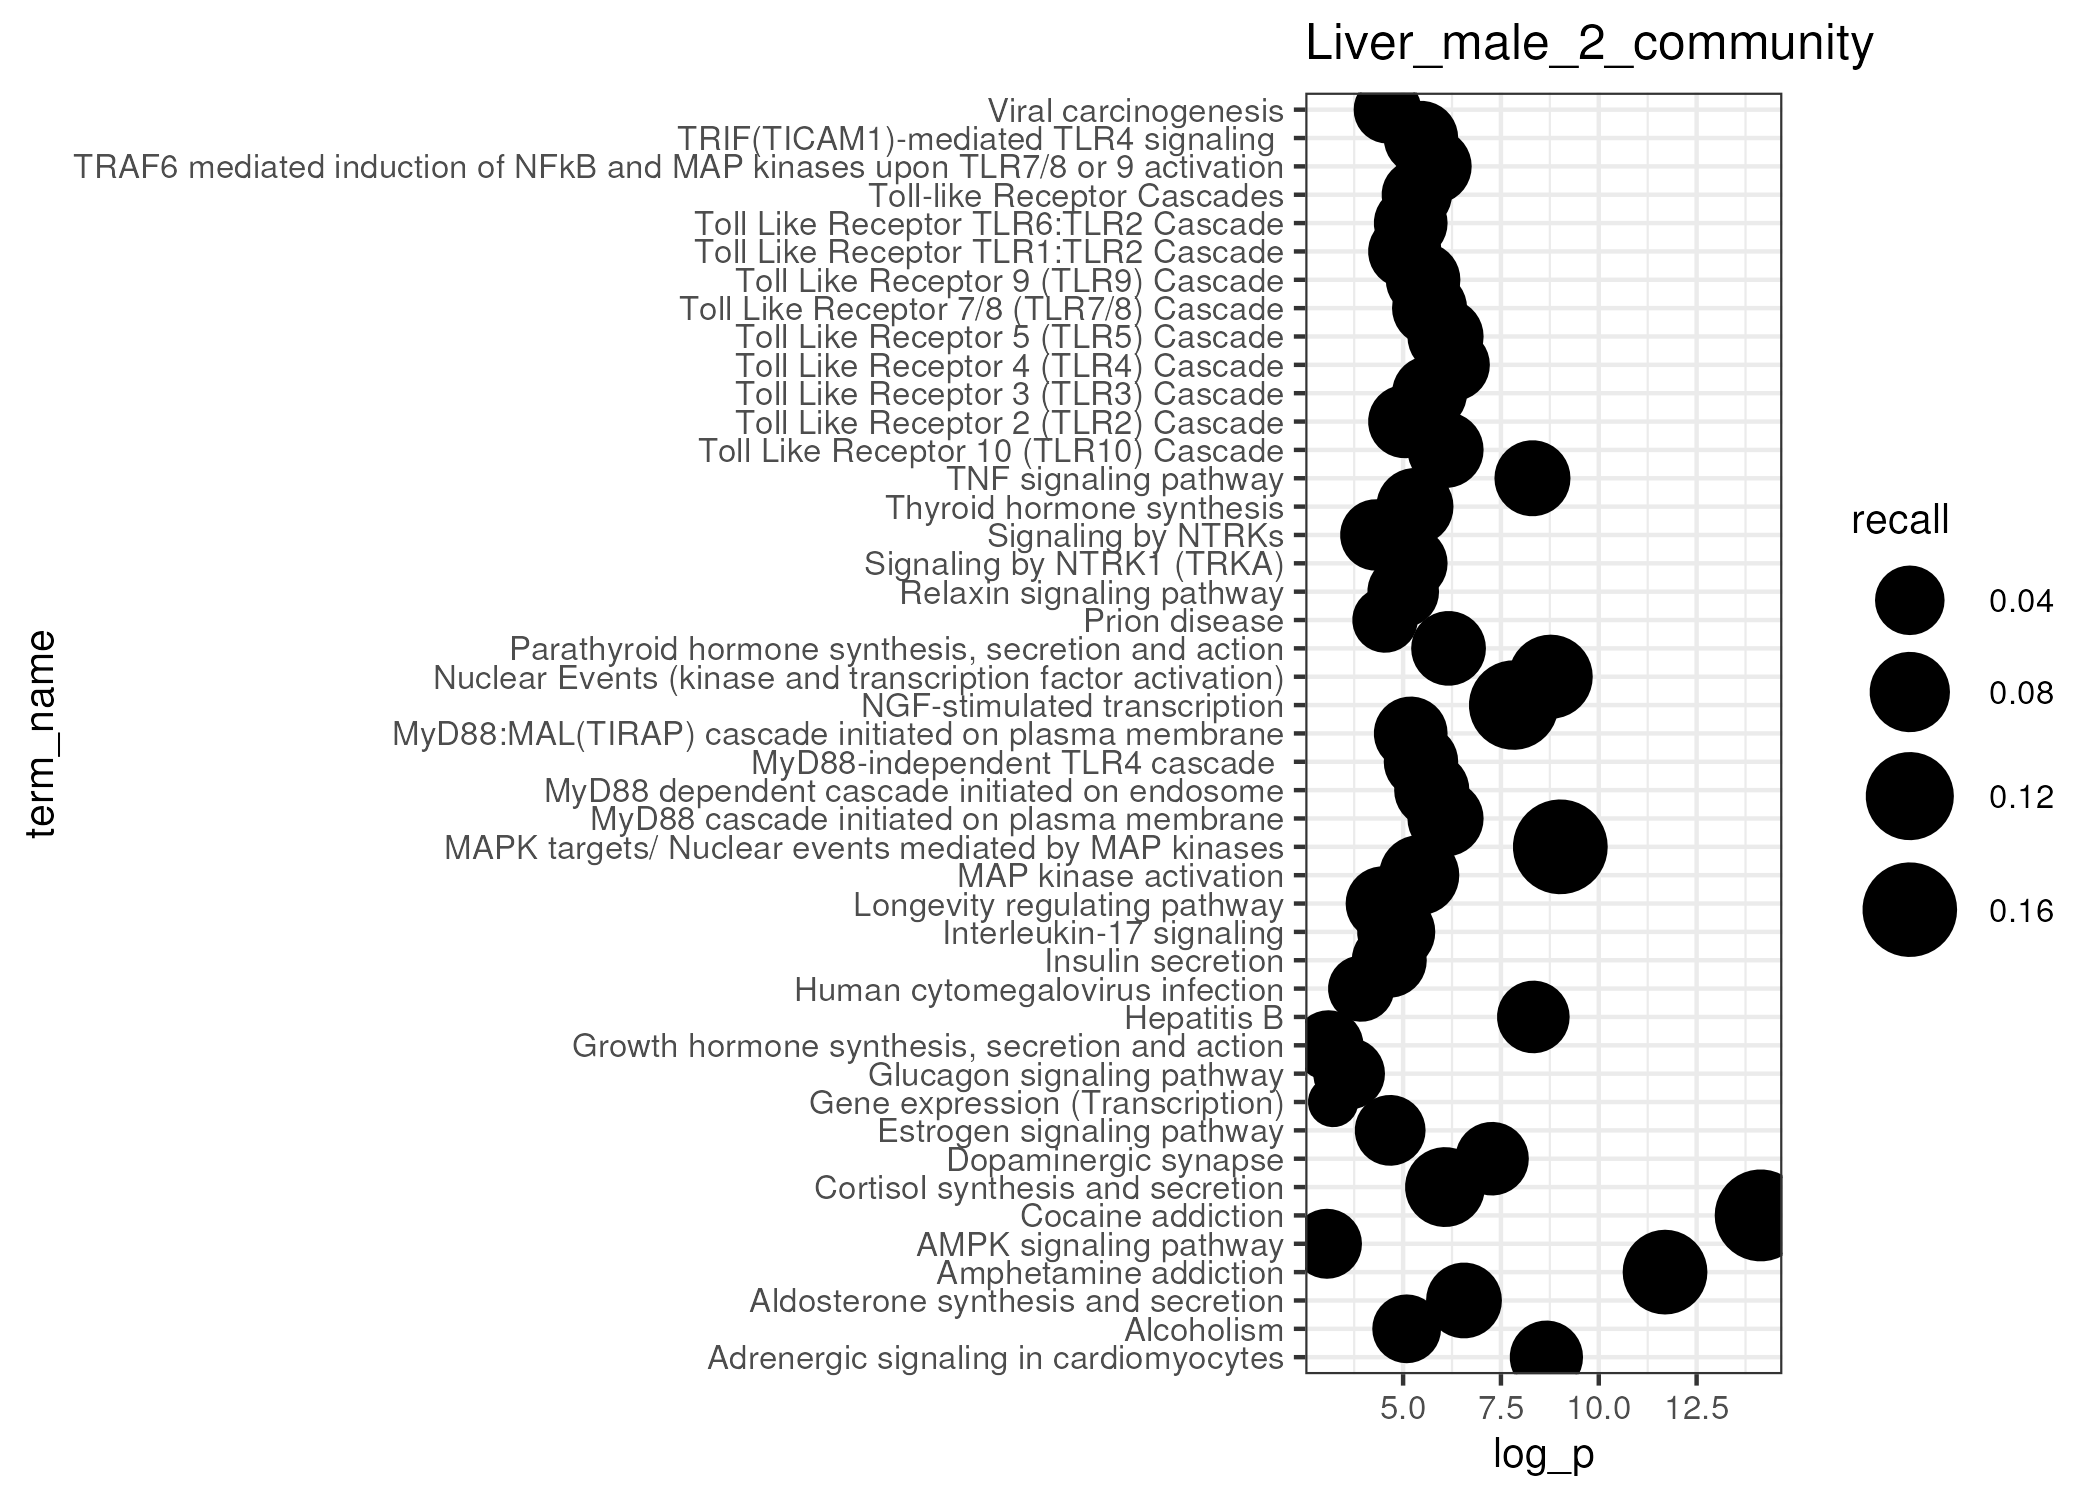 Liver_male_2_community
term_name
Viral carcinogenesis
TRIF(TICAM1)-mediated TLR4 signaling
TRAF6 mediated induction of NFkB and MAP kinases upon TLR7/8 or 9 activation
Toll-like Receptor Cascades
Toll Like Receptor TLR6:TLR2 Cascade
Toll Like Receptor TLR1:TLR2 Cascade
Toll Like Receptor 9 (TLR9) Cascade
Toll Like Receptor 7/8 (TLR7/8) Cascade
Toll Like Receptor 5 (TLR5) Cascade
Toll Like Receptor 4 (TLR4) Cascade
Toll Like Receptor 3 (TLR3) Cascade
Toll Like Receptor 2 (TLR2) Cascade
Toll Like Receptor 10 (TLR10) Cascade
TNF signaling pathway
Thyroid hormone synthesis
Signaling by NTRKs
Signaling by NTRK1 (TRKA)
Relaxin signaling pathway
Prion disease
Parathyroid hormone synthesis, secretion and action
Nuclear Events (kinase and transcription factor activation)
NGF-stimulated transcription
MyD88:MAL(TIRAP) cascade initiated on plasma membrane
MyD88-independent TLR4 cascade
MyD88 dependent cascade initiated on endosome
MyD88 cascade initiated on plasma membrane
MAPK targets/ Nuclear events mediated by MAP kinases
MAP kinase activation
Longevity regulating pathway
Interleukin-17 signaling
Insulin secretion
Human cytomegalovirus infection
Hepatitis B
Growth hormone synthesis, secretion and action
Glucagon signaling pathway
Gene expression (Transcription)
Estrogen signaling pathway
Dopaminergic synapse
Cortisol synthesis and secretion
Cocaine addiction
AMPK signaling pathway
Amphetamine addiction
Aldosterone synthesis and secretion
Alcoholism
Adrenergic signaling in cardiomyocytes
5.0 7.5 10.0 12.5
log_p
recall
0.04
0.08
0.12
0.16